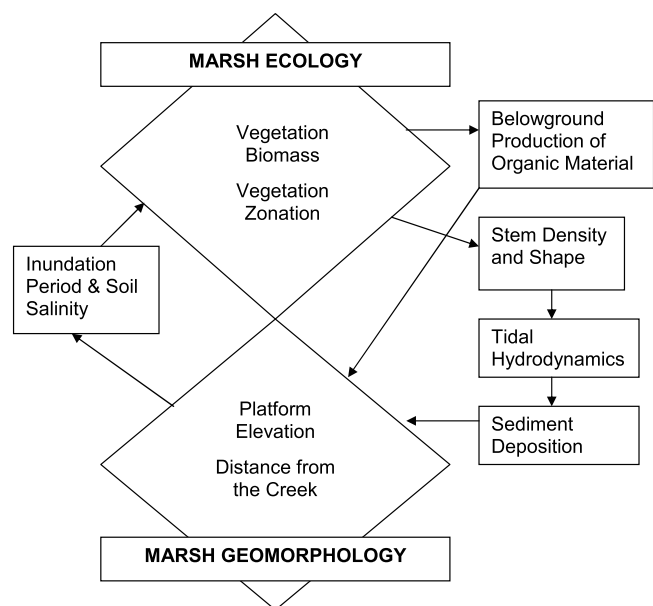 MARSH ECOLOGY
Vegetation
Biomass
Vegetation
Zonation
Belowground
Production of
Organic Material
Stem Density
and Shape
Inundation
Period & Soil
Salinity
Tidal
Hydrodynamics
Platform
Elevation
Distance from
the Creek
Sediment
Deposition
MARSH GEOMORPHOLOGY